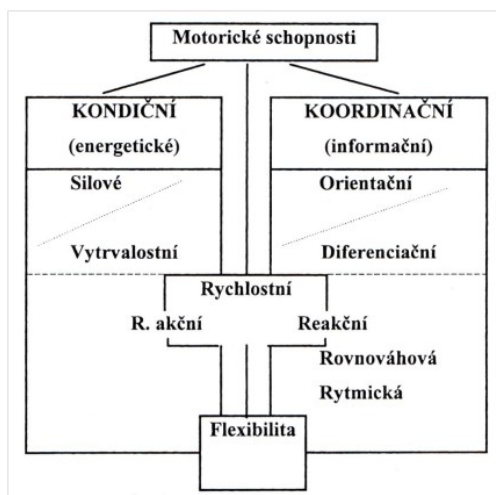 Motorické schopnosti
KONDIČNÍ
(energetické)
KOORDINAČNÍ
(informační)
Silové
Vytrvalostní
Orientační
Diferenciační
Rychlostní
R. akční
Reakční
Rovnováhová
Rytmická
Flexibilita